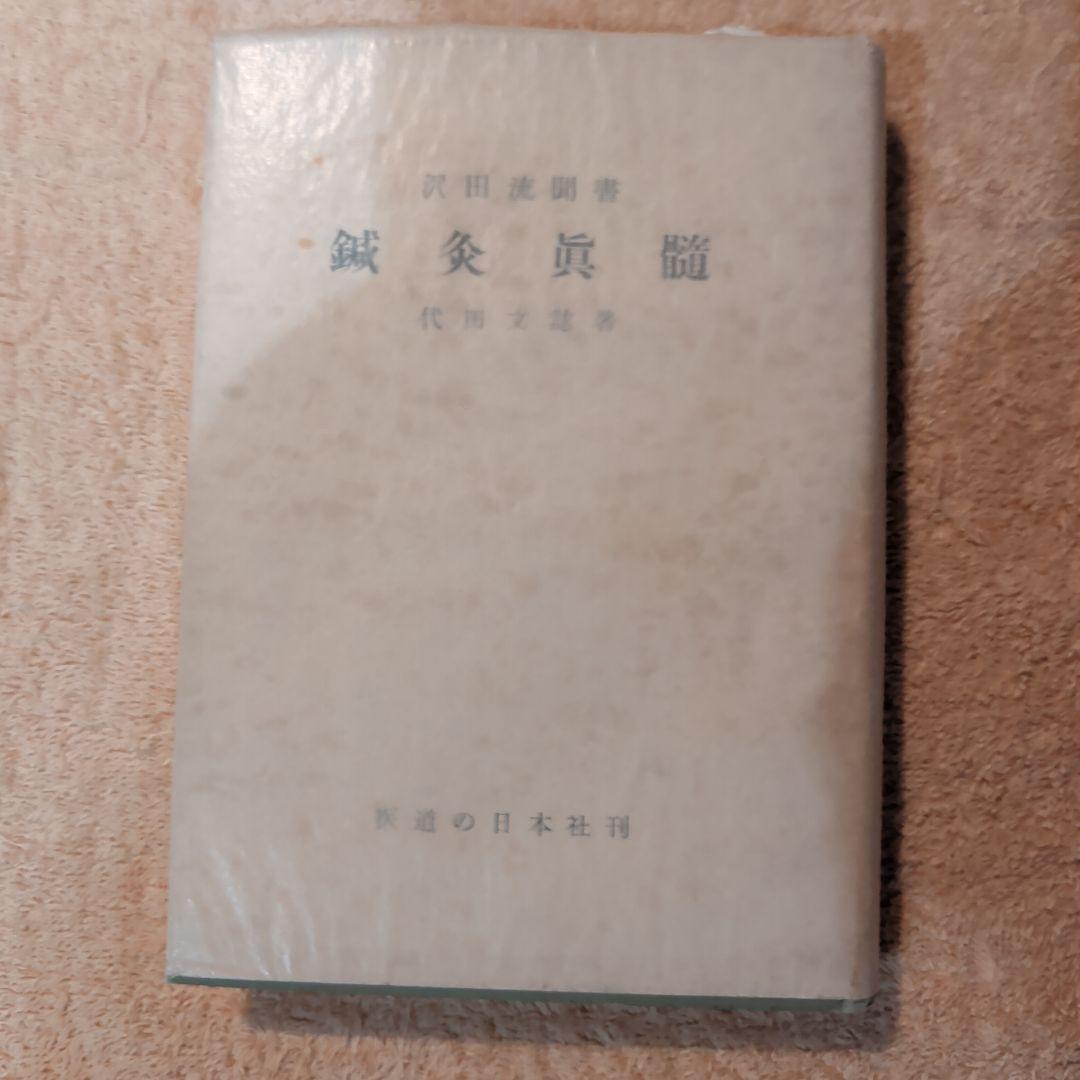 沢田流聞書
鍼灸眞髓
代田文誌著
医道の日本社刊